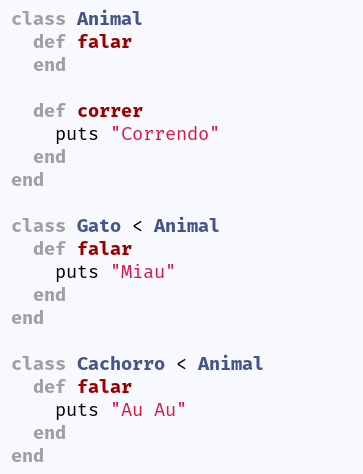 class Animal
  def falar
  end

  def correr
    puts "Correndo"
  end
end

class Gato < Animal
  def falar
    puts "Miau"
  end
end

class Cachorro < Animal
  def falar
    puts "Au Au"
  end
end